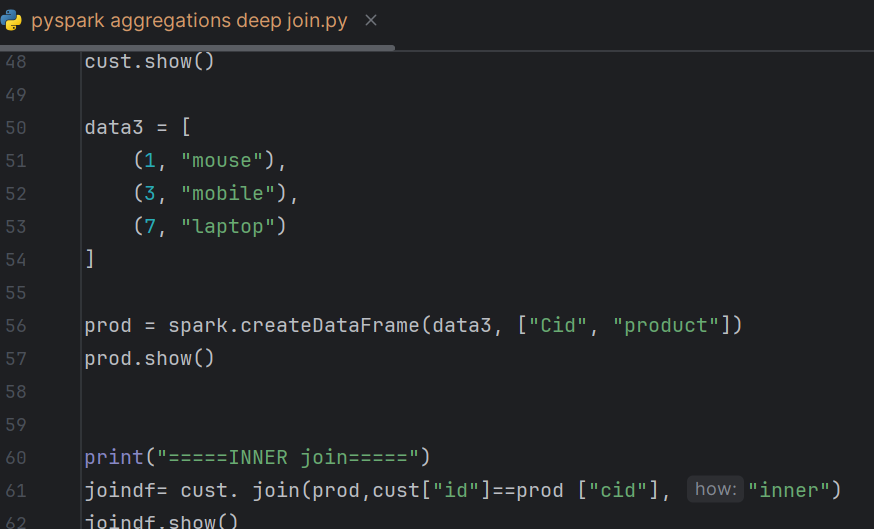 pyspark aggregations deep join.py ×
48 cust.show()
49
50 data3 = [
51     (1, "mouse"),
52     (3, "mobile"),
53     (7, "laptop")
54 ]
55
56 prod = spark.createDataFrame(data3, ["Cid", "product"])
57 prod.show()
58
59
60 print("=====INNER join=====")
61 joindf= cust. join(prod,cust["id"]==prod ["cid"], how: "inner")
62 joindf.show()